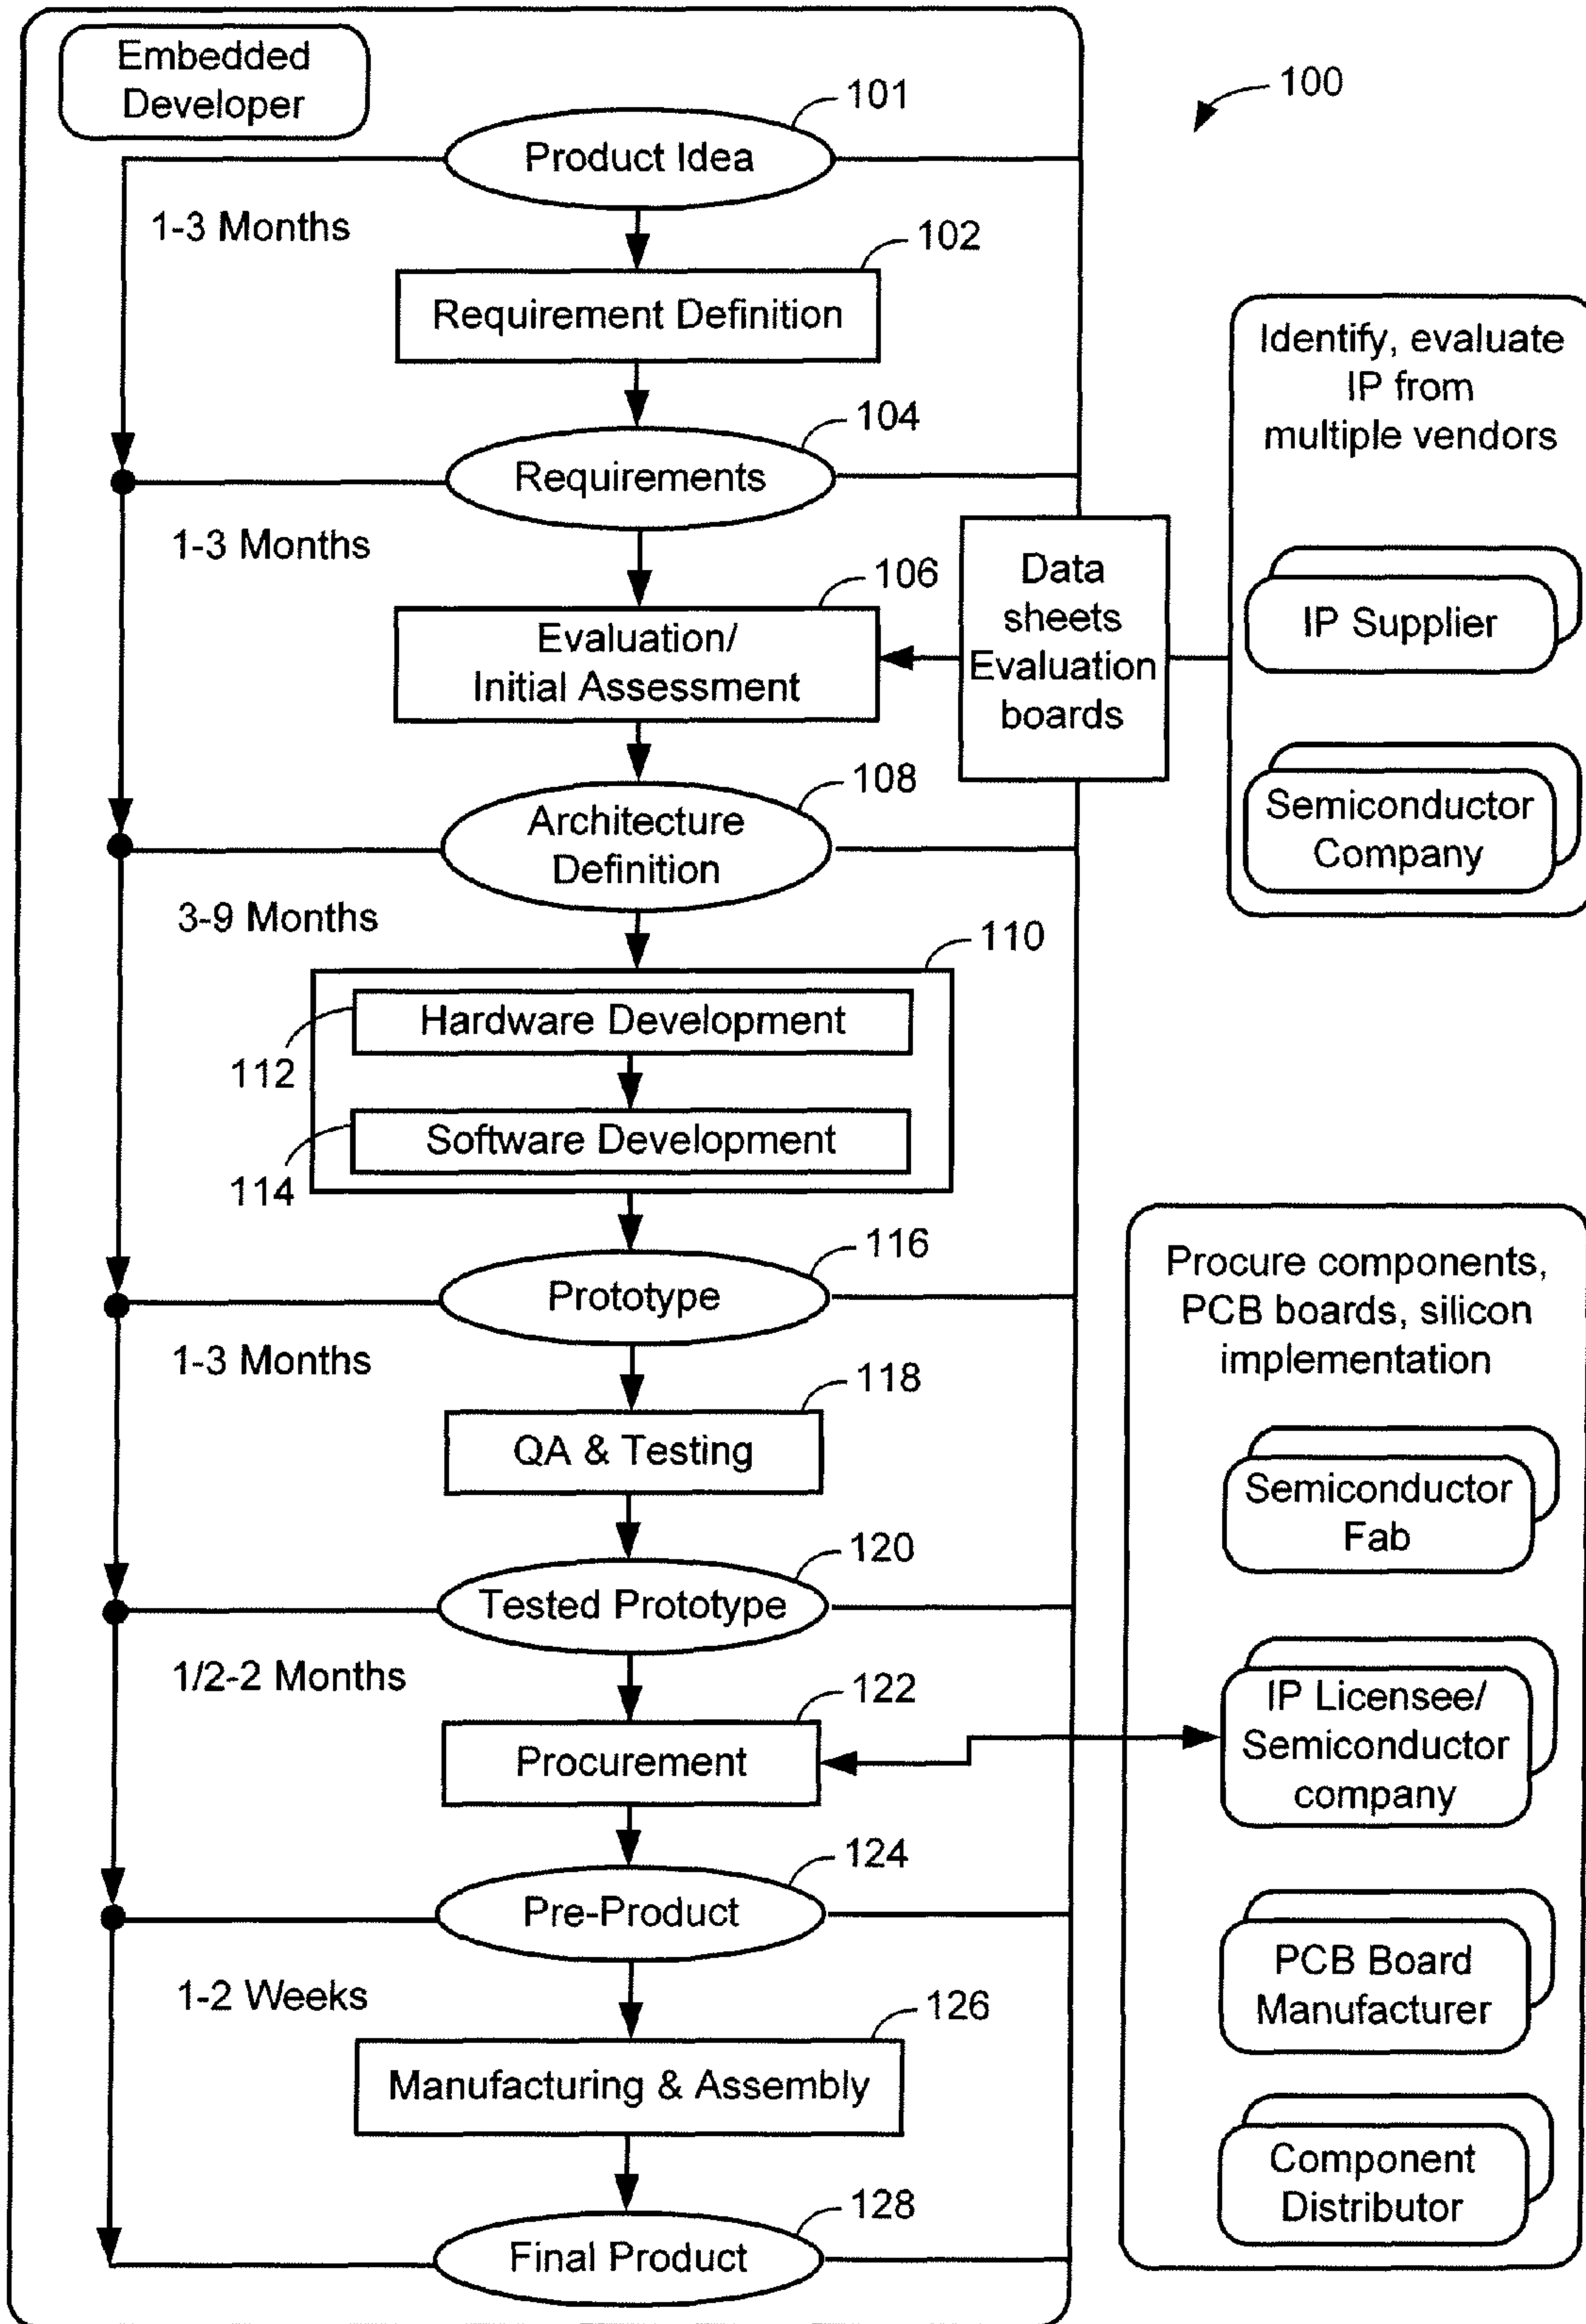 Embedded
Developer
100
101
Product Idea
1-3 Months
102
Requirement Definition
104
Requirements
1-3 Months
106
Evaluation/
Initial Assessment
Data
sheets
Evaluation
boards
Identify, evaluate
IP from
multiple vendors
IP Supplier
Semiconductor
Company
108
Architecture
Definition
3-9 Months
110
Hardware Development
112
Software Development
114
116
Prototype
1-3 Months
118
QA & Testing
120
Tested Prototype
1/2-2 Months
122
Procurement
124
Pre-Product
1-2 Weeks
126
Manufacturing & Assembly
128
Final Product
Procure components,
PCB boards, silicon
implementation
Semiconductor
Fab
IP Licensee/
Semiconductor
company
PCB Board
Manufacturer
Component
Distributor